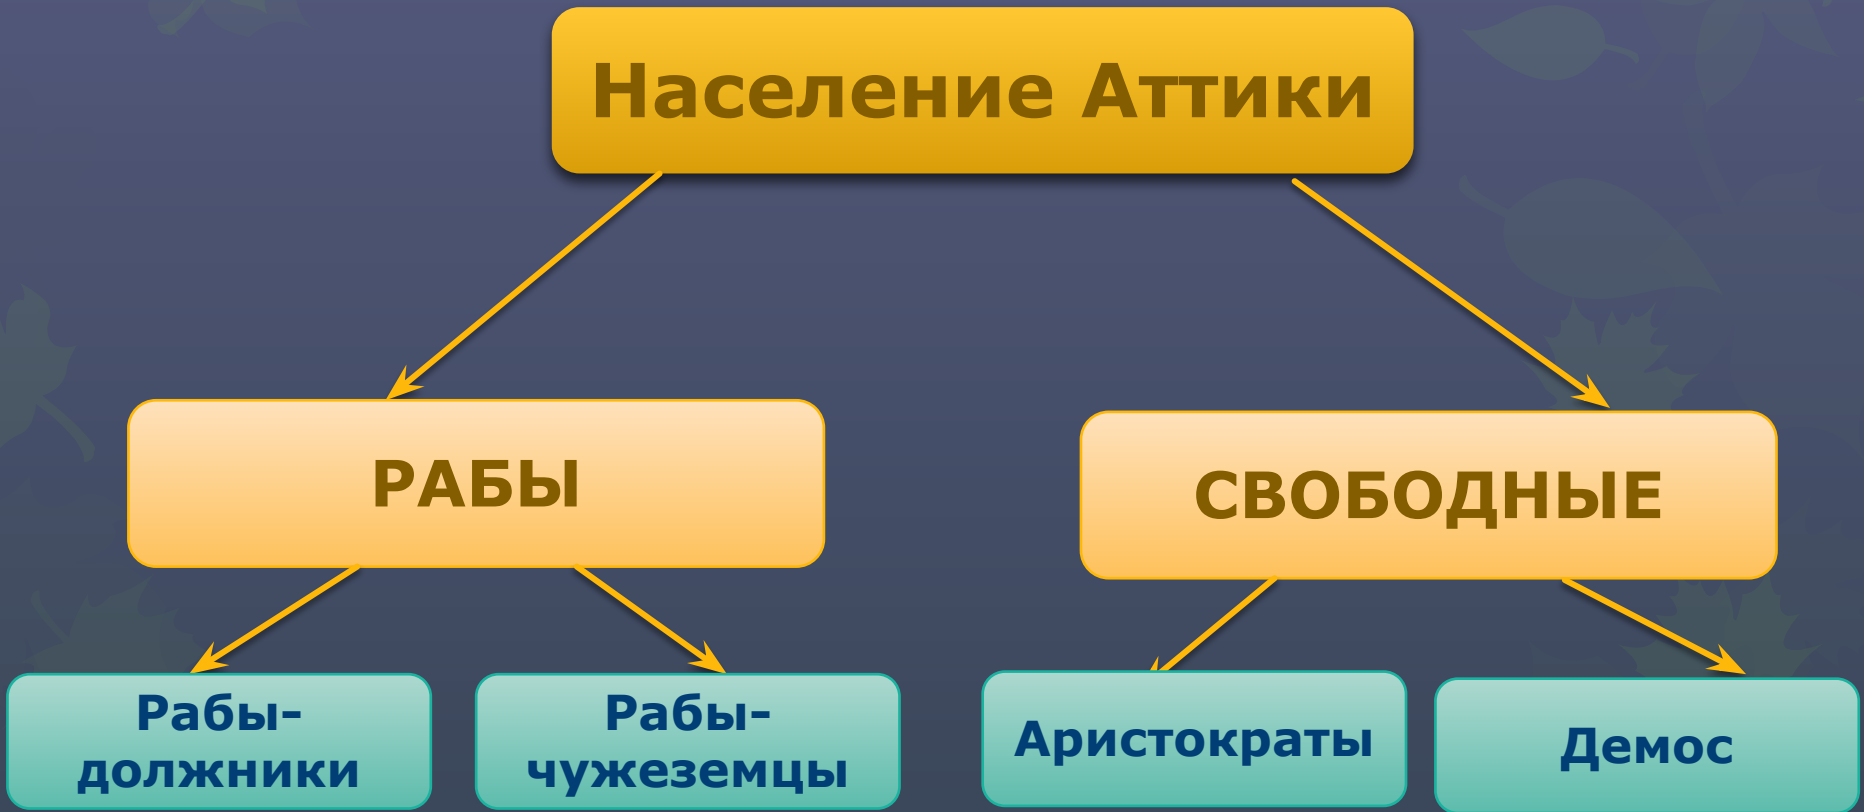 Население Аттики
РАБЫ
СВОБОДНЫЕ
Рабы-
должники
Рабы-
чужеземцы
Аристократы
Демос